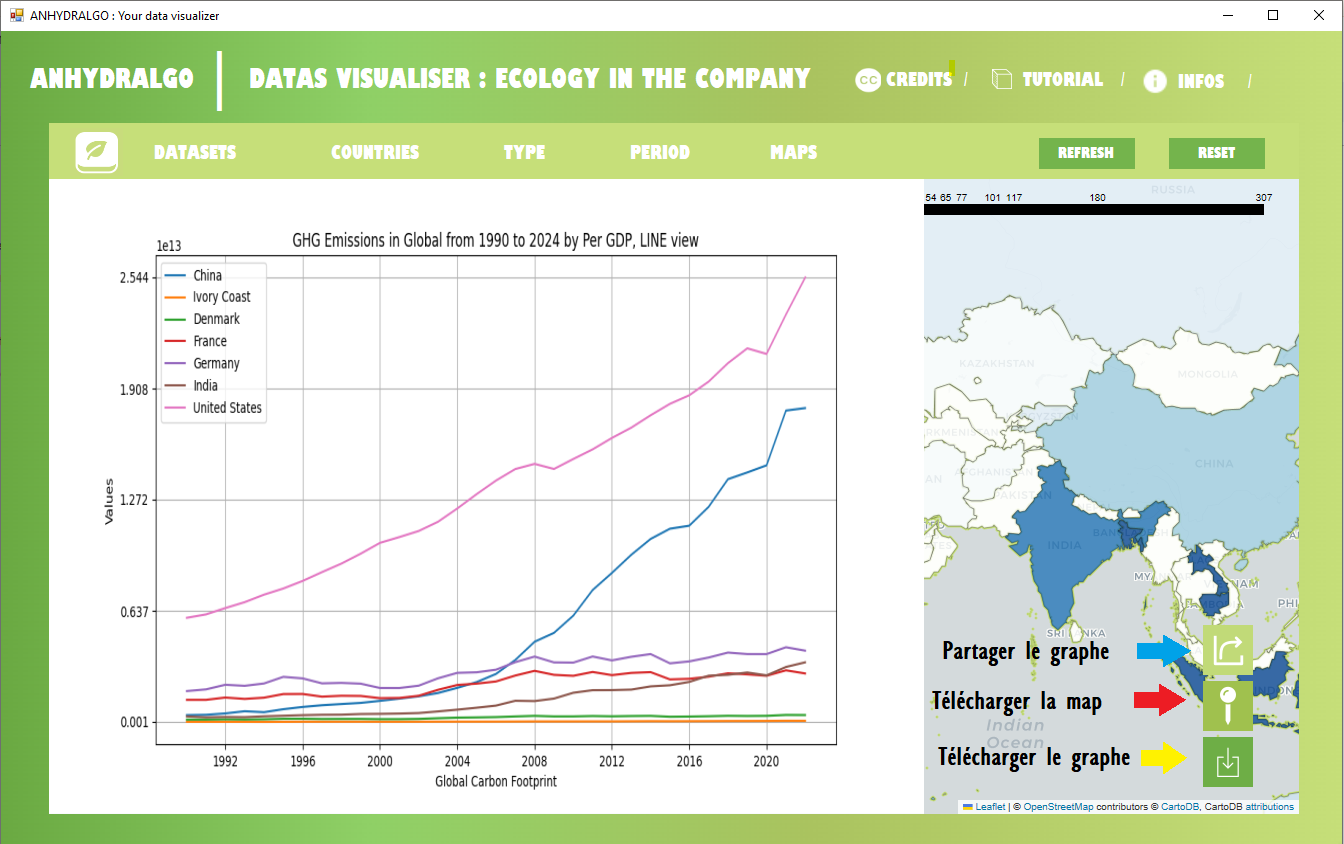 ANHYDRALGO : Your data visualizer
ANHYDRALGO | DATAS VISUALISER : ECOLOGY IN THE COMPANY
CC CREDITS / TUTORIAL / i INFOS /
DATASETS COUNTRIES TYPE PERIOD MAPS REFRESH RESET
GHG Emissions in Global from 1990 to 2024 by Per GDP, LINE view
1e13
China
Ivory Coast
Denmark
France
Germany
India
United States
2.544
1.908
1.272
0.637
0.001
Values
1992 1996 2000 2004 2008 2012 2016 2020
Global Carbon Footprint
RUSSIA
54 65 77 101 117 180 307
KAZAKHSTAN
MONGOLIA
CHINA
AFGHANISTAN
PAKISTAN
INDIA
SRI LANKA
Partager le graphe
Télécharger la map
Indian
Ocean
Télécharger le graphe
Leaflet | © OpenStreetMap contributors © CartoDB, CartoDB attributions